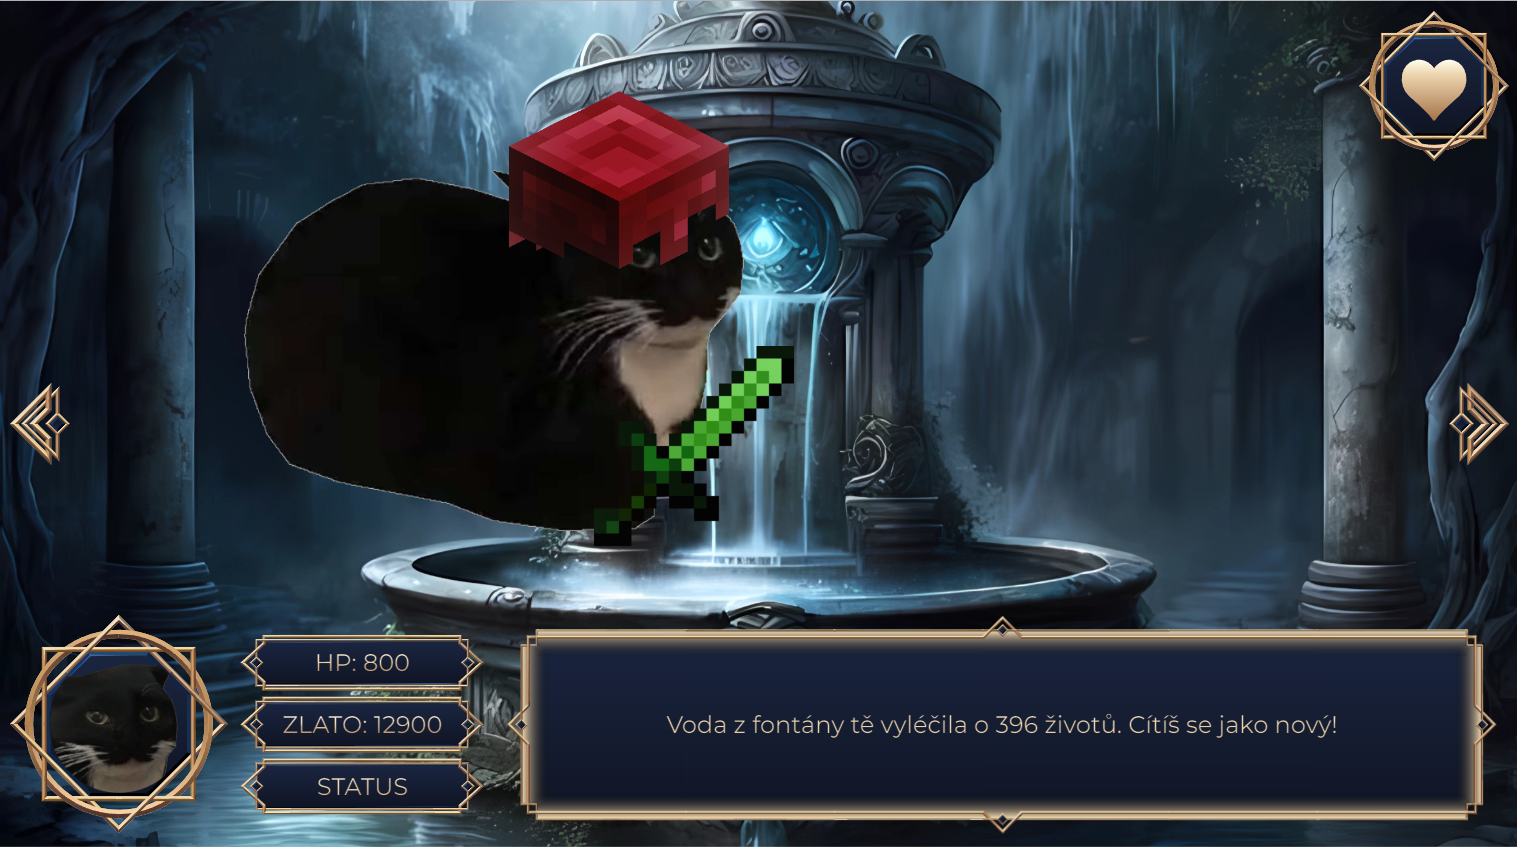 HP: 800
ZLATO: 12900
STATUS
Voda z fontány tě vyléčila o 396 životů. Cítíš se jako nový!